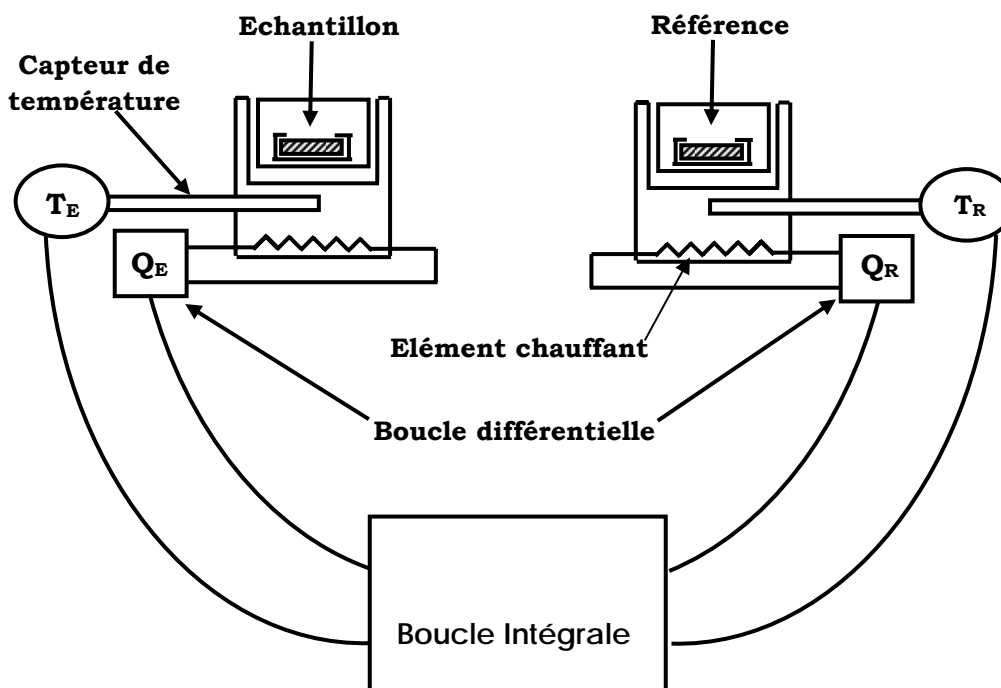 Echantillon
Référence
Capteur de
température
TE
TR
QE
QR
Elément chauffant
Boucle différentielle
Boucle Intégrale